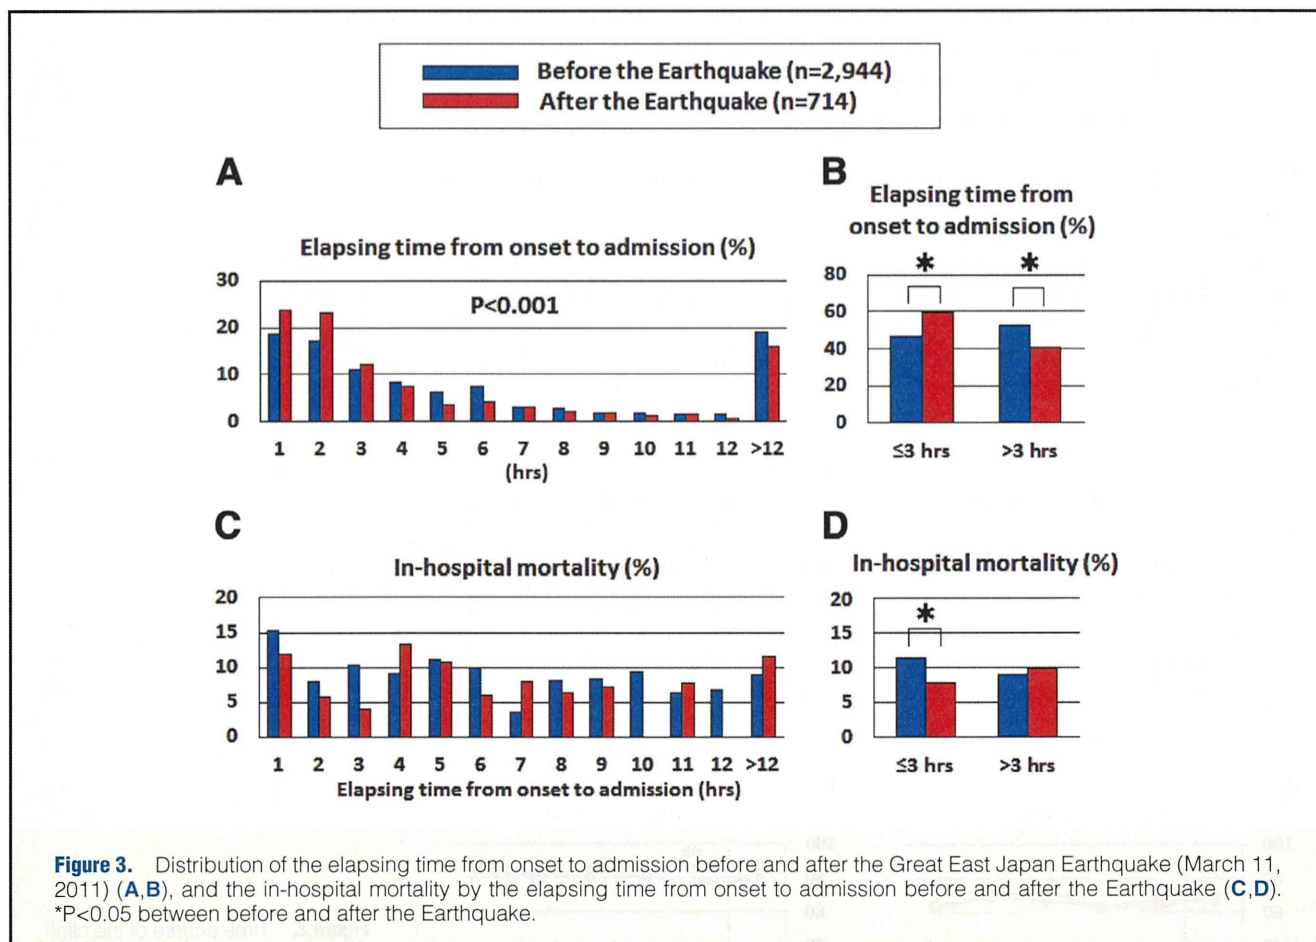 Before the Earthquake (n=2,944)
After the Earthquake (n=714)
A
Elapsing time from onset to admission (%)
30
20
10
0
P<0.001
1 2 3 4 5 6 7 8 9 10 11 12 >12
(hrs)
B
Elapsing time from
onset to admission (%)
80
60
40
20
0
* *
≤3 hrs >3 hrs
C
In-hospital mortality (%)
20
15
10
5
0
1 2 3 4 5 6 7 8 9 10 11 12 >12
Elapsing time from onset to admission (hrs)
D
In-hospital mortality (%)
20
15
10
5
0
*
≤3 hrs >3 hrs
Figure 3. Distribution of the elapsing time from onset to admission before and after the Great East Japan Earthquake (March 11,
2011) (A,B), and the in-hospital mortality by the elapsing time from onset to admission before and after the Earthquake (C,D).
*P<0.05 between before and after the Earthquake.